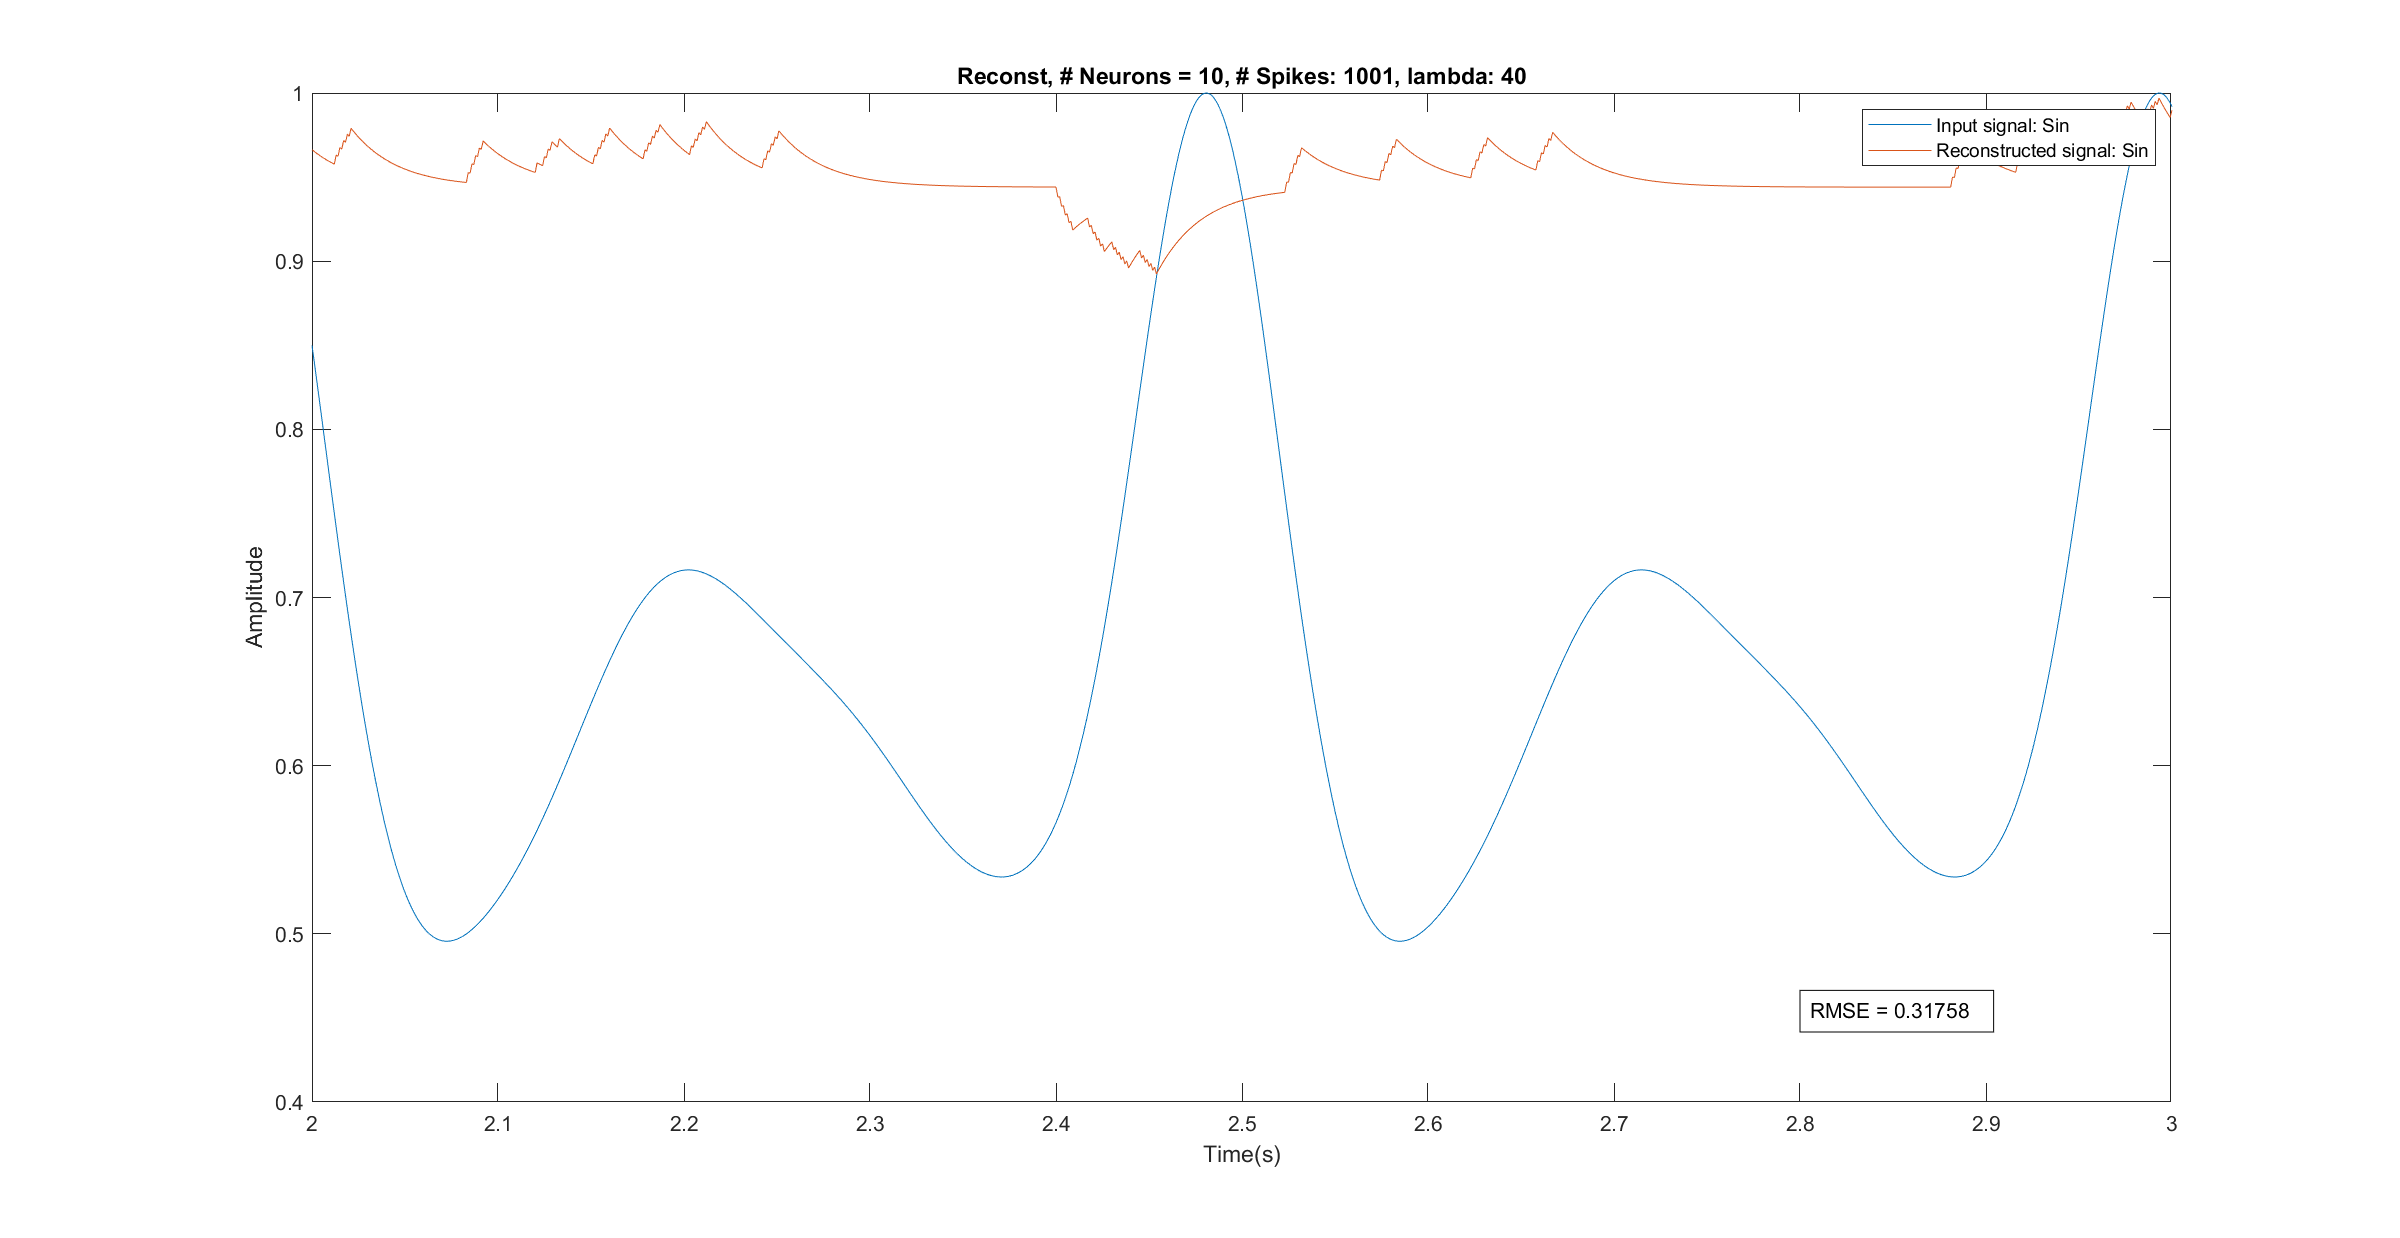 Reconst, # Neurons = 10, # Spikes: 1001, lambda: 40
Input signal: Sin
Reconstructed signal: Sin
Amplitude
1
0.9
0.8
0.7
0.6
0.5
0.4
RMSE = 0.31758
2 2.1 2.2 2.3 2.4 2.5 2.6 2.7 2.8 2.9 3
Time(s)